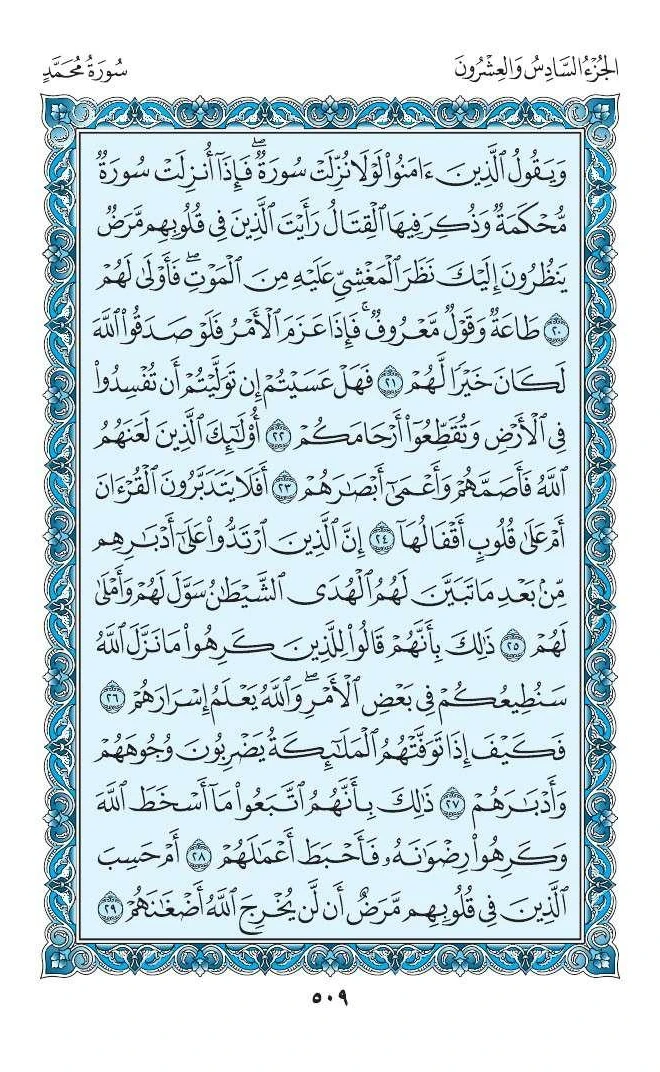 الجُزْءُ السَّادِسُ وَالعِشْرُونَ
سُورَةُ مُحَمَّدٍ
وَيَقُولُ ٱلَّذِينَ ءَامَنُوا۟ لَوْلَا نُزِّلَتْ سُورَةٌ ۖ فَإِذَآ أُنزِلَتْ سُورَةٌ
مُّحْكَمَةٌ وَذُكِرَ فِيهَا ٱلْقِتَالُ رَأَيْتَ ٱلَّذِينَ فِى قُلُوبِهِم مَّرَضٌ
يَنظُرُونَ إِلَيْكَ نَظَرَ ٱلْمَغْشِىِّ عَلَيْهِ مِنَ ٱلْمَوْتِ ۖ فَأَوْلَىٰ لَهُمْ
٢٠ طَاعَةٌ وَقَوْلٌ مَّعْرُوفٌ ۚ فَإِذَا عَزَمَ ٱلْأَمْرُ فَلَوْ صَدَقُوا۟ ٱللَّهَ
لَكَانَ خَيْرًا لَّهُمْ ٢١ فَهَلْ عَسَيْتُمْ إِن تَوَلَّيْتُمْ أَن تُفْسِدُوا۟
فِى ٱلْأَرْضِ وَتُقَطِّعُوٓا۟ أَرْحَامَكُمْ ٢٢ أُو۟لَٰٓئِكَ ٱلَّذِينَ لَعَنَهُمُ
ٱللَّهُ فَأَصَمَّهُمْ وَأَعْمَىٰٓ أَبْصَٰرَهُمْ ٢٣ أَفَلَا يَتَدَبَّرُونَ ٱلْقُرْءَانَ
أَمْ عَلَىٰ قُلُوبٍ أَقْفَالُهَآ ٢٤ إِنَّ ٱلَّذِينَ ٱرْتَدُّوا۟ عَلَىٰٓ أَدْبَٰرِهِم
مِّنۢ بَعْدِ مَا تَبَيَّنَ لَهُمُ ٱلْهُدَى ٱلشَّيْطَٰنُ سَوَّلَ لَهُمْ وَأَمْلَىٰ
لَهُمْ ٢٥ ذَٰلِكَ بِأَنَّهُمْ قَالُوا۟ لِلَّذِينَ كَرِهُوا۟ مَا نَزَّلَ ٱللَّهُ
سَنُطِيعُكُمْ فِى بَعْضِ ٱلْأَمْرِ ۖ وَٱللَّهُ يَعْلَمُ إِسْرَارَهُمْ ٢٦
فَكَيْفَ إِذَا تَوَفَّتْهُمُ ٱلْمَلَٰٓئِكَةُ يَضْرِبُونَ وُجُوهَهُمْ
وَأَدْبَٰرَهُمْ ٢٧ ذَٰلِكَ بِأَنَّهُمُ ٱتَّبَعُوا۟ مَآ أَسْخَطَ ٱللَّهَ
وَكَرِهُوا۟ رِضْوَٰنَهُۥ فَأَحْبَطَ أَعْمَٰلَهُمْ ٢٨ أَمْ حَسِبَ
ٱلَّذِينَ فِى قُلُوبِهِم مَّرَضٌ أَن لَّن يُخْرِجَ ٱللَّهُ أَضْغَٰنَهُمْ ٢٩
٥٠٩